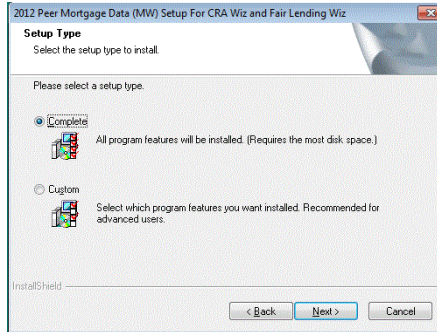 2012 Peer Mortgage Data (MW) Setup For CRA Wiz and Fair Lending Wiz
Setup Type
Select the setup type to install.
Please select a setup type.
Complete
All program features will be installed. (Requires the most disk space.)
Custom
Select which program features you want installed. Recommended for
advanced users.
InstallShield
< Back Next > Cancel